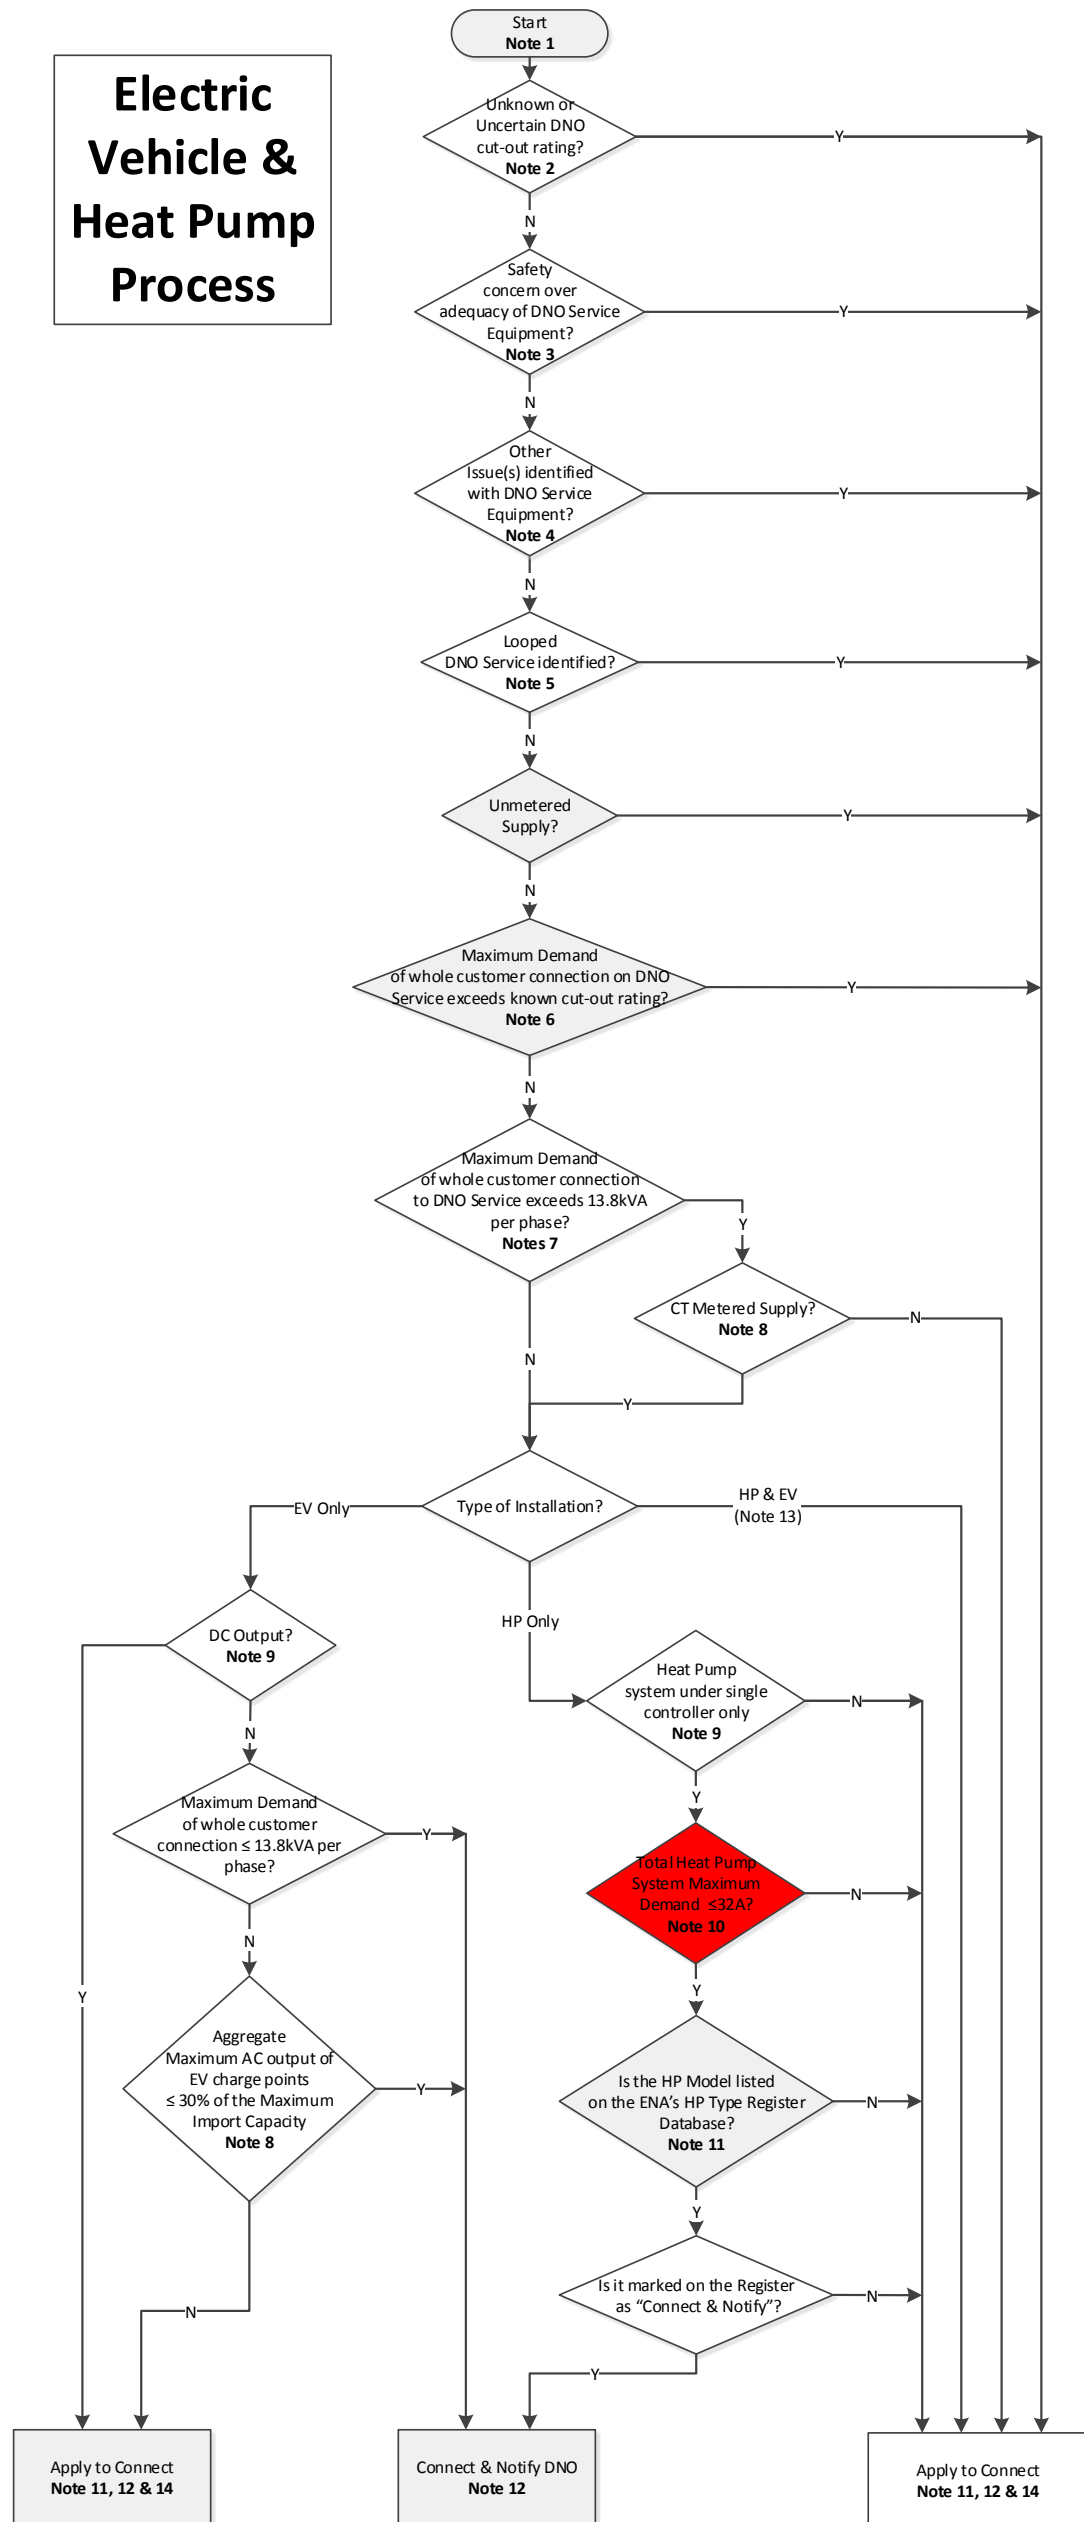 Start
Note 1
Electric
Vehicle &
Heat Pump
Process
Unknown or
Uncertain DNO
cut-out rating?
Note 2
Y
N
Safety
concern over
adequacy of DNO Service
Equipment?
Note 3
Y
N
Other
Issue(s) identified
with DNO Service
Equipment?
Note 4
Y
N
Looped
DNO Service identified?
Note 5
Y
N
Unmetered
Supply?
Y
N
Maximum Demand
of whole customer connection on DNO
Service exceeds known cut-out rating?
Note 6
Y
N
Maximum Demand
of whole customer connection
to DNO Service exceeds 13.8kVA
per phase?
Notes 7
Y
CT Metered Supply?
Note 8
N
N
Y
Type of Installation?
EV Only
HP & EV
(Note 13)
HP Only
DC Output?
Note 9
N
Heat Pump
system under single
controller only
Note 9
N
Y
Maximum Demand
of whole customer
connection ≤ 13.8kVA per
phase?
Y
N
Total Heat Pump
System Maximum
Demand ≤32A?
Note 10
N
Y
Y
Aggregate
Maximum AC output of
EV charge points
≤ 30% of the Maximum
Import Capacity
Note 8
Y
N
Is the HP Model listed
on the ENA's HP Type Register
Database?
Note 11
N
Y
Is it marked on the Register
as “Connect & Notify”?
N
Y
Apply to Connect
Note 11, 12 & 14
Connect & Notify DNO
Note 12
Apply to Connect
Note 11, 12 & 14